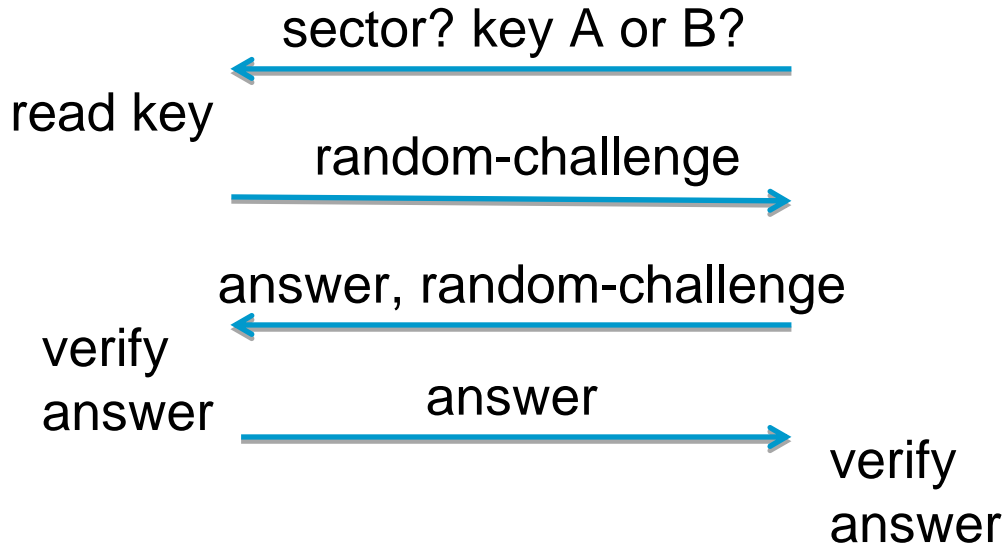 sector? key A or B?
read key
random-challenge
answer, random-challenge
verify
answer
answer
verify
answer